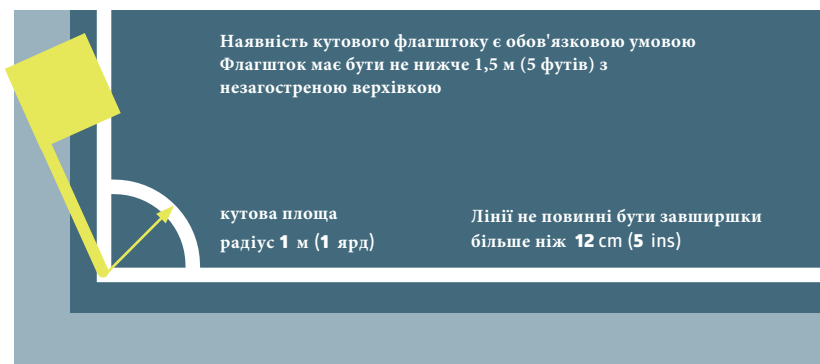 Наявність кутового флагштоку є обов'язковою умовою
Флагшток має бути не нижче 1,5 м (5 футів) з
незагостреною верхівкою
кутова площа
радіус 1 м (1 ярд)
Лінії не повинні бути завширшки
більше ніж 12 cm (5 ins)